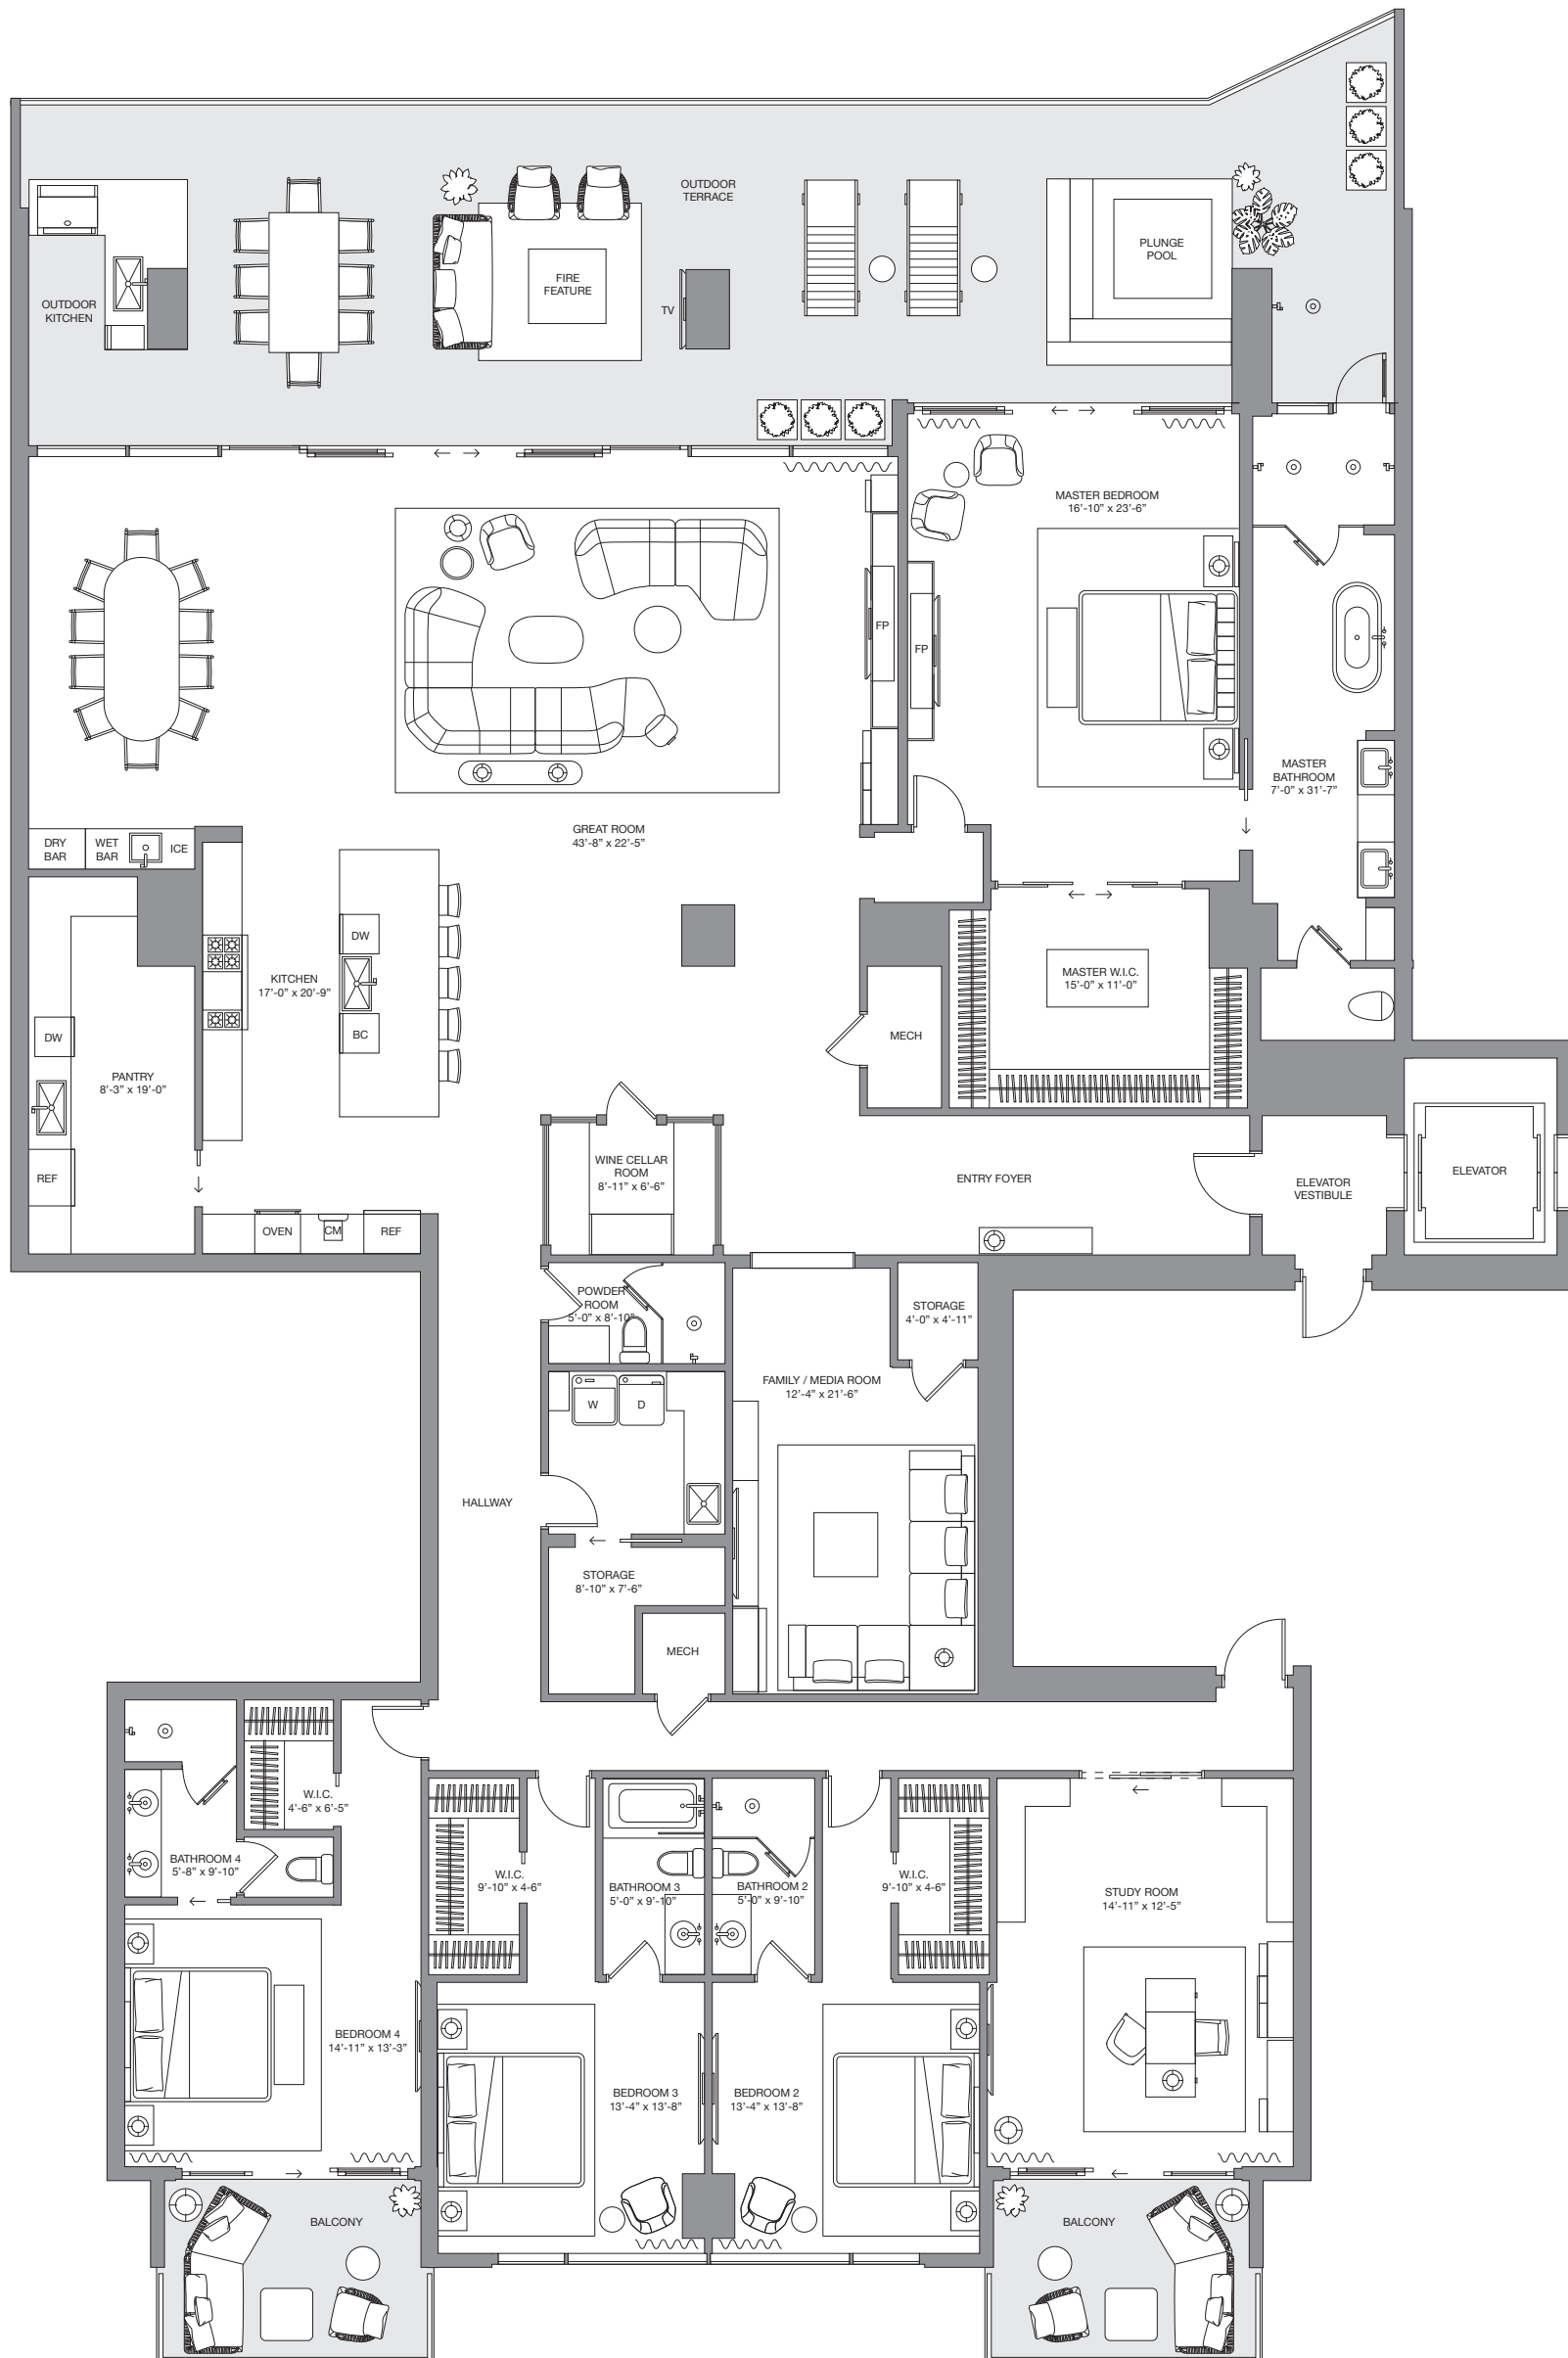 OUTDOOR
TERRACE
PLUNGE
POOL
FIRE
FEATURE
OUTDOOR
KITCHEN
TV
MASTER BEDROOM
16'-10" x 23'-6"
FP
FP
MASTER
BATHROOM
7'-0" x 31'-7"
GREAT ROOM
43'-8" x 22'-5"
DRY
BAR
WET
BAR
ICE
DW
KITCHEN
17'-0" x 20'-9"
MASTER W.I.C.
15'-0" x 11'-0"
DW
BC
MECH
PANTRY
8'-3" x 19'-0"
REF
WINE CELLAR
ROOM
8'-11" x 6'-6"
ENTRY FOYER
ELEVATOR
VESTIBULE
ELEVATOR
OVEN
CM
REF
POWDER
ROOM
5'-0" x 8'-10"
STORAGE
4'-0" x 4'-11"
FAMILY / MEDIA ROOM
12'-4" x 21'-6"
W
D
HALLWAY
STORAGE
8'-10" x 7'-6"
MECH
W.I.C.
4'-6" x 6'-5"
BATHROOM 4
5'-8" x 9'-10"
W.I.C.
9'-10" x 4-6"
BATHROOM 3
5'-0" x 9'-10"
BATHROOM 2
5'-0" x 9'-10"
W.I.C.
9'-10" x 4-6"
STUDY ROOM
14'-11" x 12'-5"
BEDROOM 4
14'-11" x 13'-3"
BEDROOM 3
13'-4" x 13'-8"
BEDROOM 2
13'-4" x 13'-8"
BALCONY
BALCONY